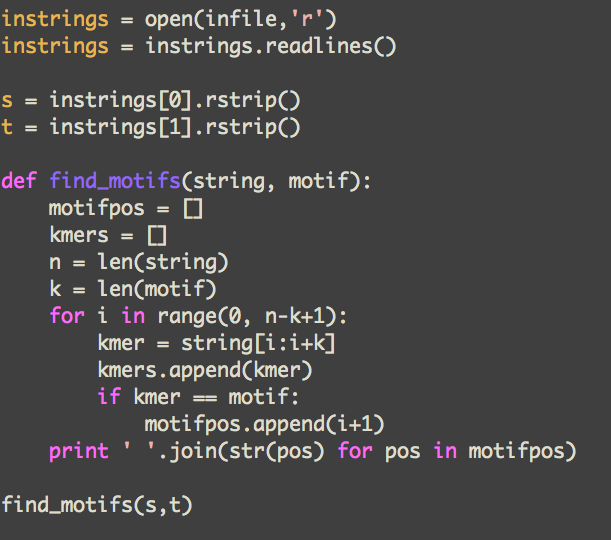 instrings = open(infile,'r')
instrings = instrings.readlines()

s = instrings[0].rstrip()
t = instrings[1].rstrip()

def find_motifs(string, motif):
    motifpos = []
    kmers = []
    n = len(string)
    k = len(motif)
    for i in range(0, n-k+1):
        kmer = string[i:i+k]
        kmers.append(kmer)
        if kmer == motif:
            motifpos.append(i+1)
    print ' '.join(str(pos) for pos in motifpos)

find_motifs(s,t)